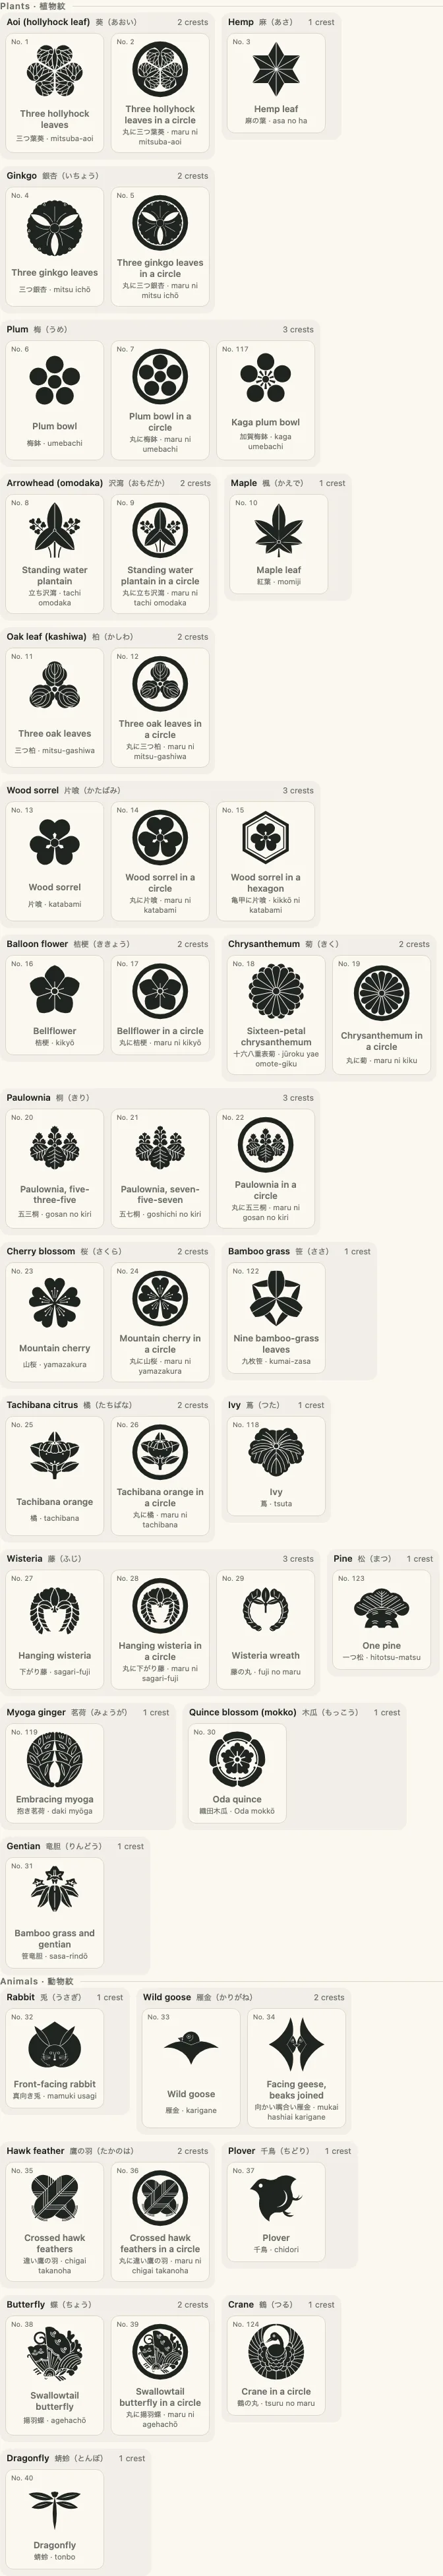 Plants · 植物紋
Aoi (hollyhock leaf) 葵（あおい） 2 crests
No. 1
Three hollyhock
leaves
三つ葉葵 · mitsuba-aoi
No. 2
Three hollyhock
leaves in a circle
丸に三つ葉葵 · maru ni
mitsuba-aoi
Hemp 麻（あさ） 1 crest
No. 3
Hemp leaf
麻の葉 · asa no ha
Ginkgo 銀杏（いちょう） 2 crests
No. 4
Three ginkgo leaves
三つ銀杏 · mitsu ichō
No. 5
Three ginkgo leaves
in a circle
丸に三つ銀杏 · maru ni
mitsu ichō
Plum 梅（うめ） 3 crests
No. 6
Plum bowl
梅鉢 · umebachi
No. 7
Plum bowl in a
circle
丸に梅鉢 · maru ni
umebachi
No. 117
Kaga plum bowl
加賀梅鉢 · kaga
umebachi
Arrowhead (omodaka) 沢瀉（おもだか） 2 crests
No. 8
Standing water
plantain
立ち沢瀉 · tachi
omodaka
No. 9
Standing water
plantain in a circle
丸に立ち沢瀉 · maru ni
tachi omodaka
Maple 楓（かえで） 1 crest
No. 10
Maple leaf
紅葉 · momiji
Oak leaf (kashiwa) 柏（かしわ） 2 crests
No. 11
Three oak leaves
三つ柏 · mitsu-gashiwa
No. 12
Three oak leaves in
a circle
丸に三つ柏 · maru ni
mitsu-gashiwa
Wood sorrel 片喰（かたばみ） 3 crests
No. 13
Wood sorrel
片喰 · katabami
No. 14
Wood sorrel in a
circle
丸に片喰 · maru ni
katabami
No. 15
Wood sorrel in a
hexagon
亀甲に片喰 · kikkō ni
katabami
Balloon flower 桔梗（ききょう） 2 crests
No. 16
Bellflower
桔梗 · kikyō
No. 17
Bellflower in a circle
丸に桔梗 · maru ni kikyō
Chrysanthemum 菊（きく） 2 crests
No. 18
Sixteen-petal
chrysanthemum
十六八重表菊 · jūroku yae
omote-giku
No. 19
Chrysanthemum in
a circle
丸に菊 · maru ni kiku
Paulownia 桐（きり） 3 crests
No. 20
Paulownia, five-
three-five
五三桐 · gosan no kiri
No. 21
Paulownia, seven-
five-seven
五七桐 · goshichi no kiri
No. 22
Paulownia in a
circle
丸に五三桐 · maru ni
gosan no kiri
Cherry blossom 桜（さくら） 2 crests
No. 23
Mountain cherry
山桜 · yamazakura
No. 24
Mountain cherry in
a circle
丸に山桜 · maru ni
yamazakura
Bamboo grass 笹（ささ） 1 crest
No. 122
Nine bamboo-grass
leaves
九枚笹 · kumai-zasa
Tachibana citrus 橘（たちばな） 2 crests
No. 25
Tachibana orange
橘 · tachibana
No. 26
Tachibana orange in
a circle
丸に橘 · maru ni
tachibana
Ivy 蔦（つた） 1 crest
No. 118
Ivy
蔦 · tsuta
Wisteria 藤（ふじ） 3 crests
No. 27
Hanging wisteria
下がり藤 · sagari-fuji
No. 28
Hanging wisteria in
a circle
丸に下がり藤 · maru ni
sagari-fuji
No. 29
Wisteria wreath
藤の丸 · fuji no maru
Pine 松（まつ） 1 crest
No. 123
One pine
一つ松 · hitotsu-matsu
Myoga ginger 茗荷（みょうが） 1 crest
No. 119
Embracing myoga
抱き茗荷 · daki myōga
Quince blossom (mokko) 木瓜（もっこう） 1 crest
No. 30
Oda quince
織田木瓜 · Oda mokkō
Gentian 竜胆（りんどう） 1 crest
No. 31
Bamboo grass and
gentian
笹竜胆 · sasa-rindō
Animals · 動物紋
Rabbit 兎（うさぎ） 1 crest
No. 32
Front-facing rabbit
真向き兎 · mamuki usagi
Wild goose 雁金（かりがね） 2 crests
No. 33
Wild goose
雁金 · karigane
No. 34
Facing geese,
beaks joined
向かい嘴合い雁金 · mukai
hashiai karigane
Hawk feather 鷹の羽（たかのは） 2 crests
No. 35
Crossed hawk
feathers
違い鷹の羽 · chigai
takanoha
No. 36
Crossed hawk
feathers in a circle
丸に違い鷹の羽 · maru ni
chigai takanoha
Plover 千鳥（ちどり） 1 crest
No. 37
Plover
千鳥 · chidori
Butterfly 蝶（ちょう） 2 crests
No. 38
Swallowtail
butterfly
揚羽蝶 · agehachō
No. 39
Swallowtail
butterfly in a circle
丸に揚羽蝶 · maru ni
agehachō
Crane 鶴（つる） 1 crest
No. 124
Crane in a circle
鶴の丸 · tsuru no maru
Dragonfly 蜻蛉（とんぼ） 1 crest
No. 40
Dragonfly
蜻蛉 · tonbo